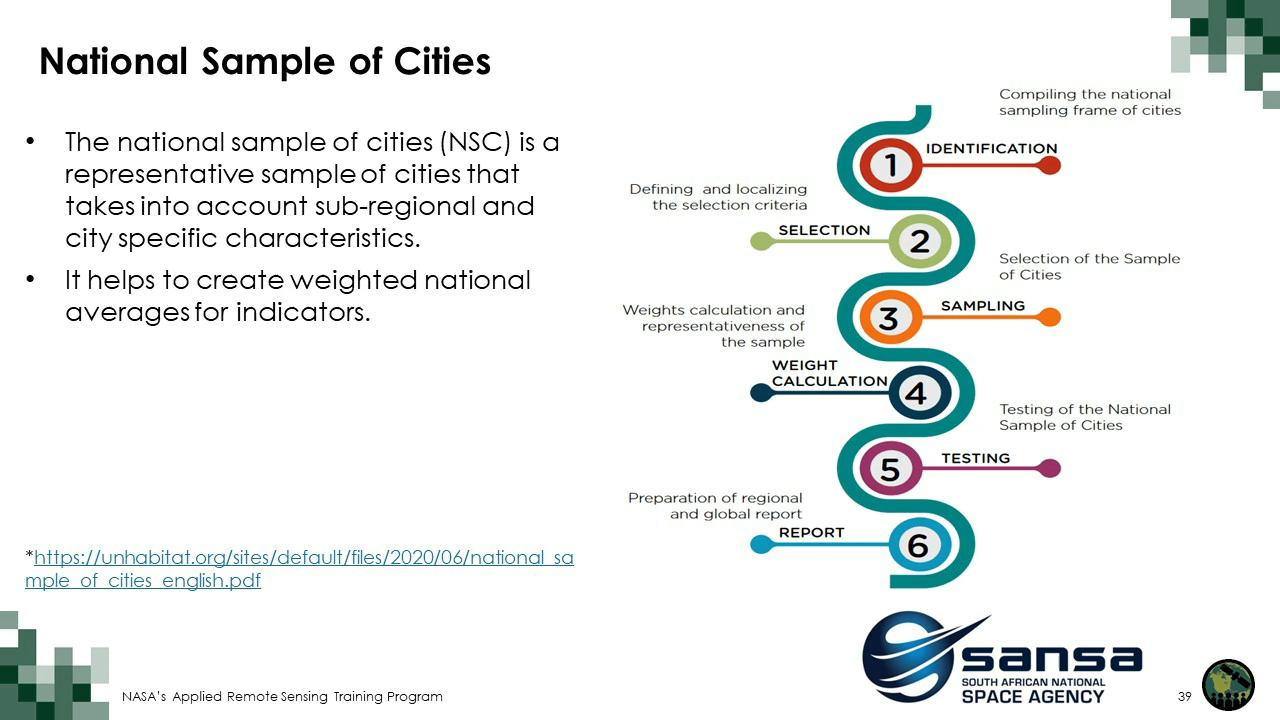 National Sample of Cities
• The national sample of cities (NSC) is a
representative sample of cities that
takes into account sub-regional and
city specific characteristics.
• It helps to create weighted national
averages for indicators.
*https://unhabitat.org/sites/default/files/2020/06/national_sa
mple_of_cities_english.pdf
Compiling the national
sampling frame of cities
1
IDENTIFICATION
Defining and localizing
the selection criteria
SELECTION
2
Selection of the Sample
of Cities
3
SAMPLING
Weights calculation and
representativeness of
the sample
WEIGHT
CALCULATION
4
Testing of the National
Sample of Cities
5
TESTING
Preparation of regional
and global report
REPORT
6
sansa
SOUTH AFRICAN NATIONAL
SPACE AGENCY
NASA's Applied Remote Sensing Training Program
39